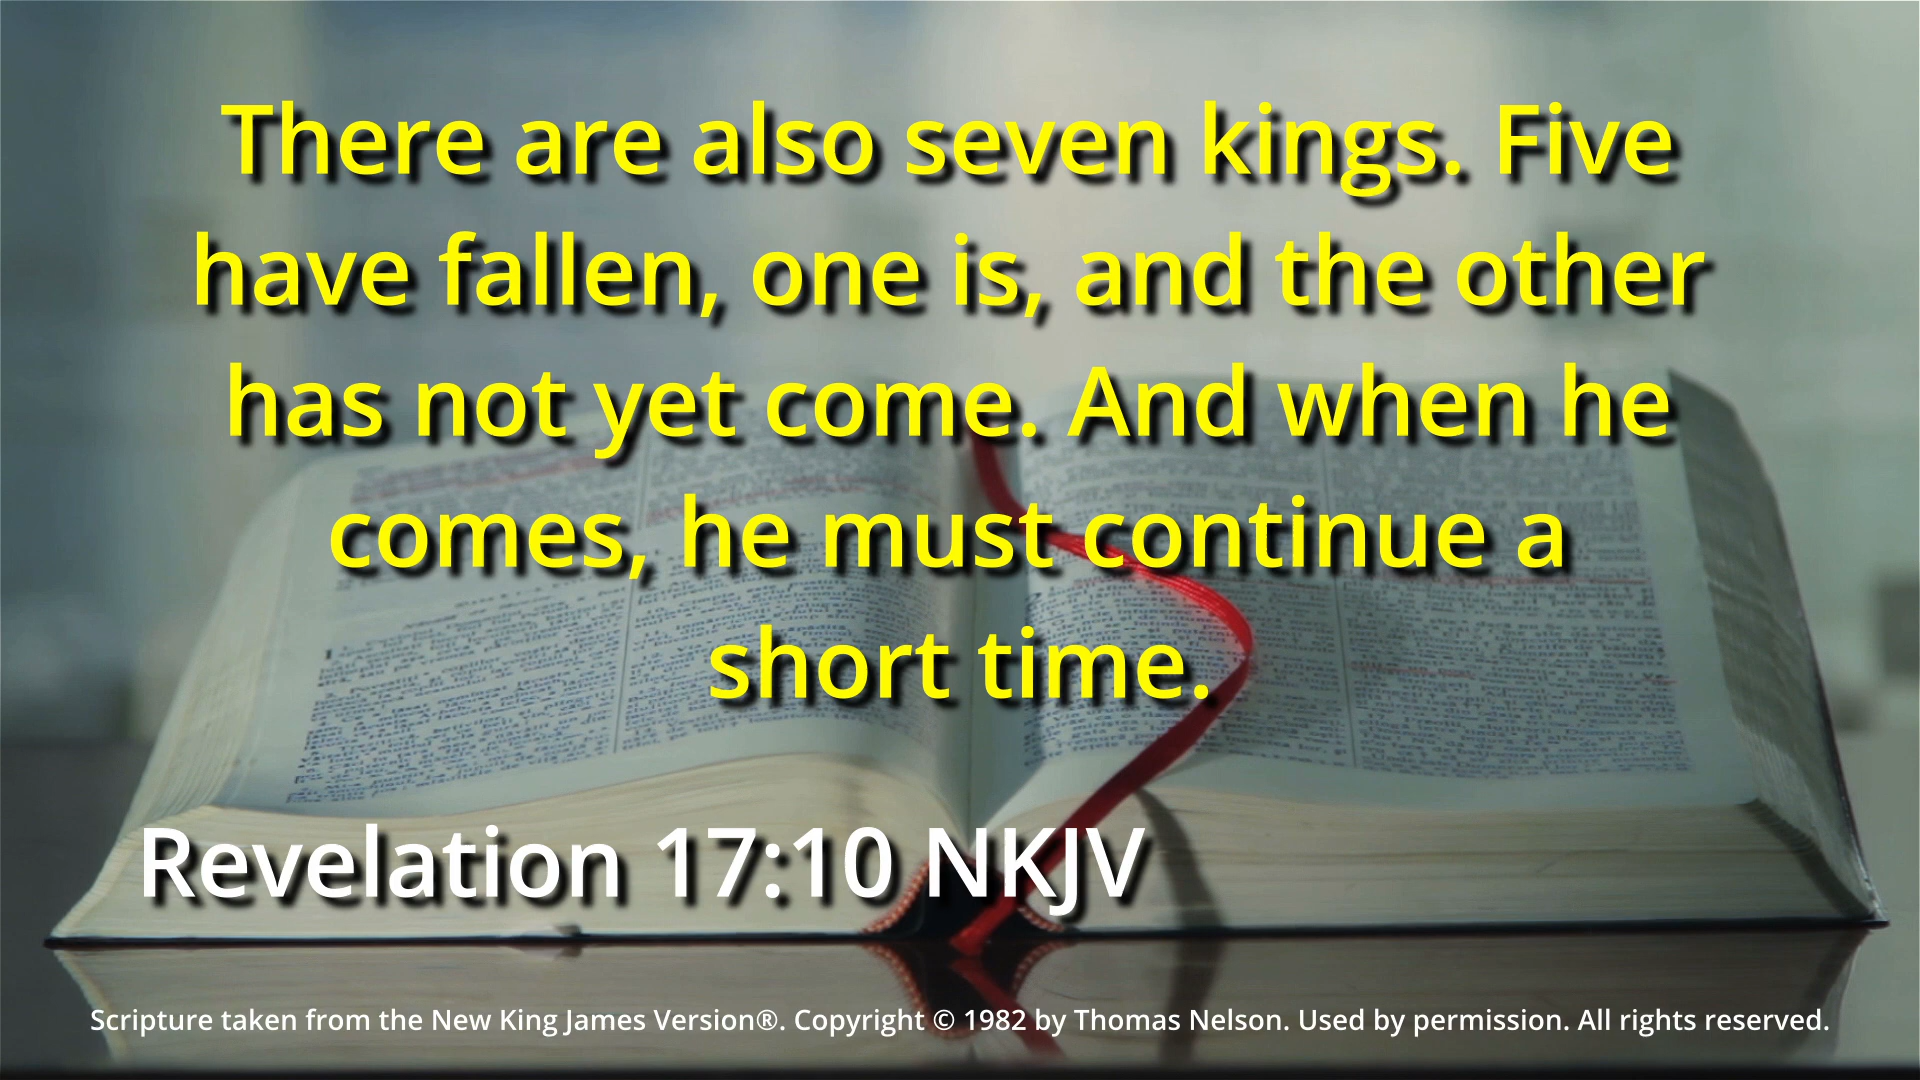 There are also seven kings. Five
have fallen, one is, and the other
has not yet come. And when he
comes, he must continue a
short time.
Revelation 17:10 NKJV
Scripture taken from the New King James Version®. Copyright © 1982 by Thomas Nelson. Used by permission. All rights reserved.